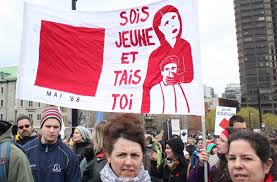 SOIS
JEUNE
ET
TAIS
TOI
MAI '68